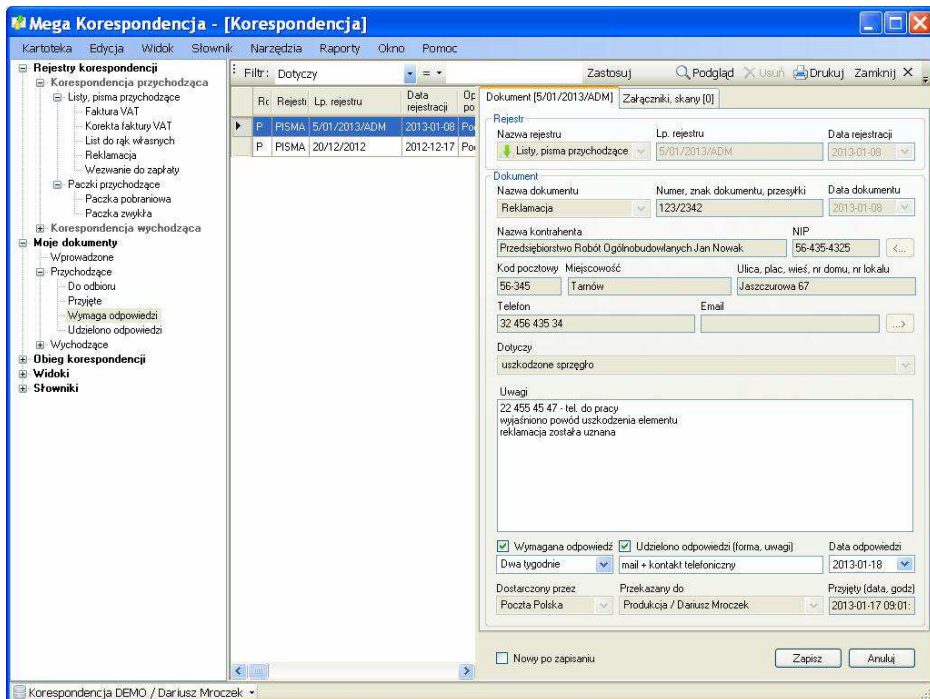 Mega Korespondencja - [Korespondencja]
Kartoteka Edycja Widok Słownik Narzędzia Raporty Okno Pomoc
Rejestry korespondencji
Korespondencja przychodząca
Listy, pisma przychodzące
Faktura VAT
Korekta faktury VAT
List do rąk własnych
Reklamacja
Wezwanie do zapłaty
Paczki przychodzące
Paczka pobraniowa
Paczka zwykła
Korespondencja wychodząca
Moje dokumenty
Wprowadzone
Przychodzące
Do odbioru
Przyjęte
Wymaga odpowiedzi
Udzielono odpowiedzi
Wychodzące
Obieg korespondencji
Widoki
Słowniki
Filtr: Dotyczy = Zastosuj Podgląd Usuń Drukuj Zamknij X
Rc Rejestr Lp. rejestru Data rejestracji Op po
P PISMA 5/01/2013/ADM 2013-01-08 Poc
P PISMA 20/12/2012 2012-12-17 Poc
Dokument [5/01/2013/ADM] Załączniki, skany [0]
Rejestr
Nazwa rejestru Lp. rejestru Data rejestracji
Listy, pisma przychodzące 5/01/2013/ADM 2013-01-08
Dokument
Nazwa dokumentu Numer, znak dokumentu, przesyłki Data dokumentu
Reklamacja 123/2342 2013-01-08
Nazwa kontrahenta NIP
Przedsiębiorstwo Robót Ogólnobudowlanych Jan Nowak 56-435-4325 <...
Kod pocztowy Miejscowość Ulica, plac, wieś, nr domu, nr lokalu
56-345 Tarnów Jaszczurowa 67
Telefon Email
32 456 435 34 ...>
Dotyczy
uszkodzone sprzęgło
Uwagi
22 455 45 47 - tel. do pracy
wyjaśniono powód uszkodzenia elementu
reklamacja została uznana
Wymagana odpowiedź Udzielono odpowiedzi (forma, uwagi) Data odpowiedzi
Dwa tygodnie mail + kontakt telefoniczny 2013-01-18
Dostarczony przez Przekazany do Przyjęty (data, godz)
Poczta Polska Produkcja / Dariusz Mroczek 2013-01-17 09:01:
Nowy po zapisaniu Zapisz Anuluj
Korespondencja DEMO / Dariusz Mroczek